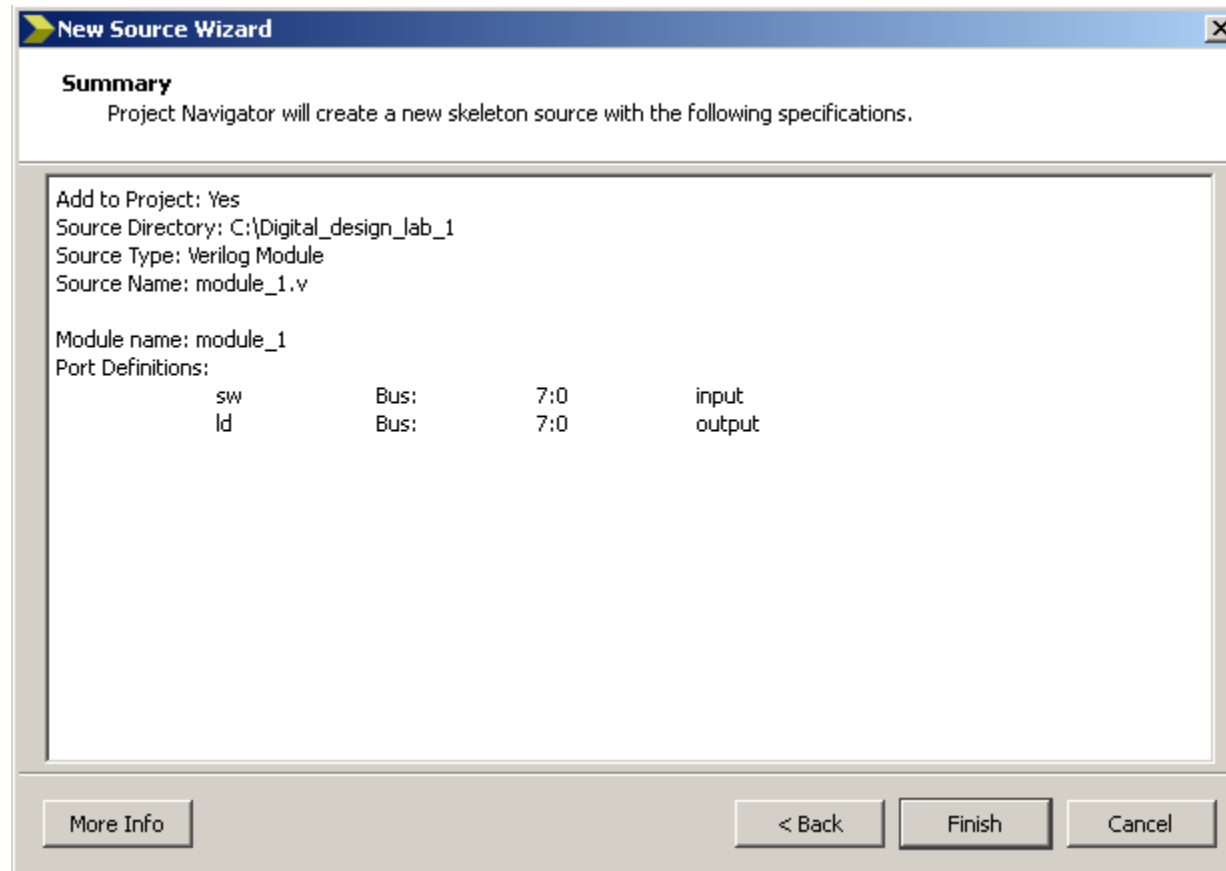 New Source Wizard
Summary
Project Navigator will create a new skeleton source with the following specifications.
Add to Project: Yes
Source Directory: C:\Digital_design_lab_1
Source Type: Verilog Module
Source Name: module_1.v
Module name: module_1
Port Definitions:
sw Bus: 7:0 input
ld Bus: 7:0 output
More Info
< Back
Finish
Cancel